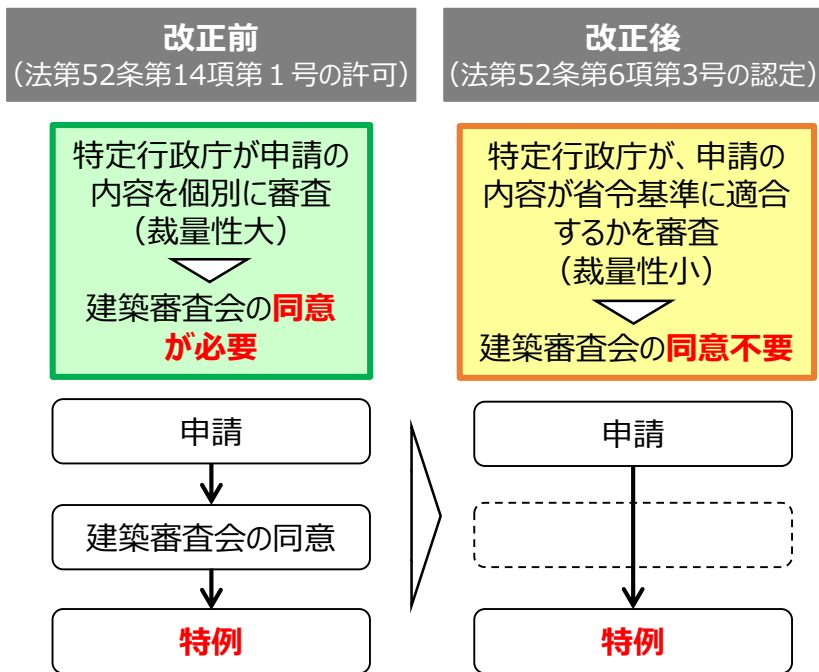 改正前
（法第52条第14項第１号の許可）
特定行政庁が申請の
内容を個別に審査
（裁量性大）
建築審査会の同意
が必要
申請
建築審査会の同意
特例
改正後
（法第52条第6項第3号の認定）
特定行政庁が、申請の
内容が省令基準に適合
するかを審査
（裁量性小）
建築審査会の同意不要
申請
特例